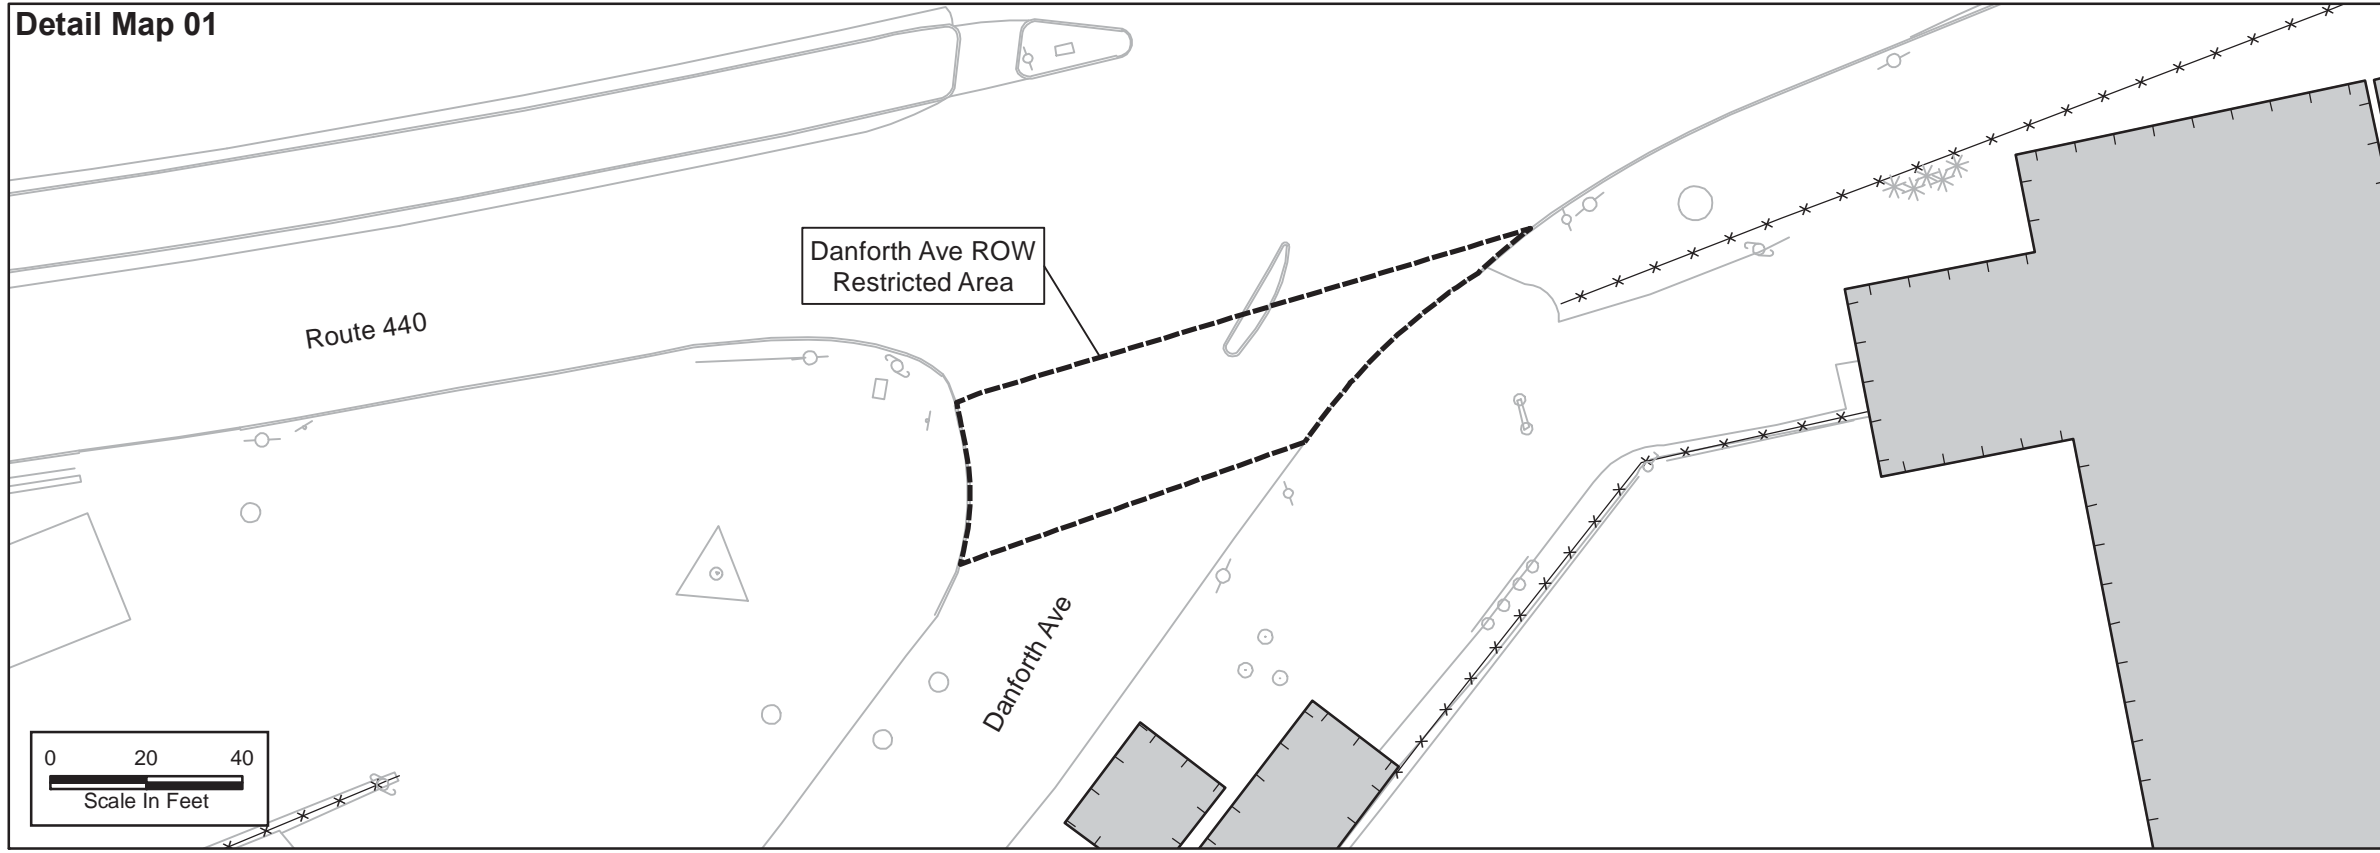 Detail Map 01
Danforth Ave ROW
Restricted Area
Route 440
Danforth Ave
0 20 40
Scale In Feet